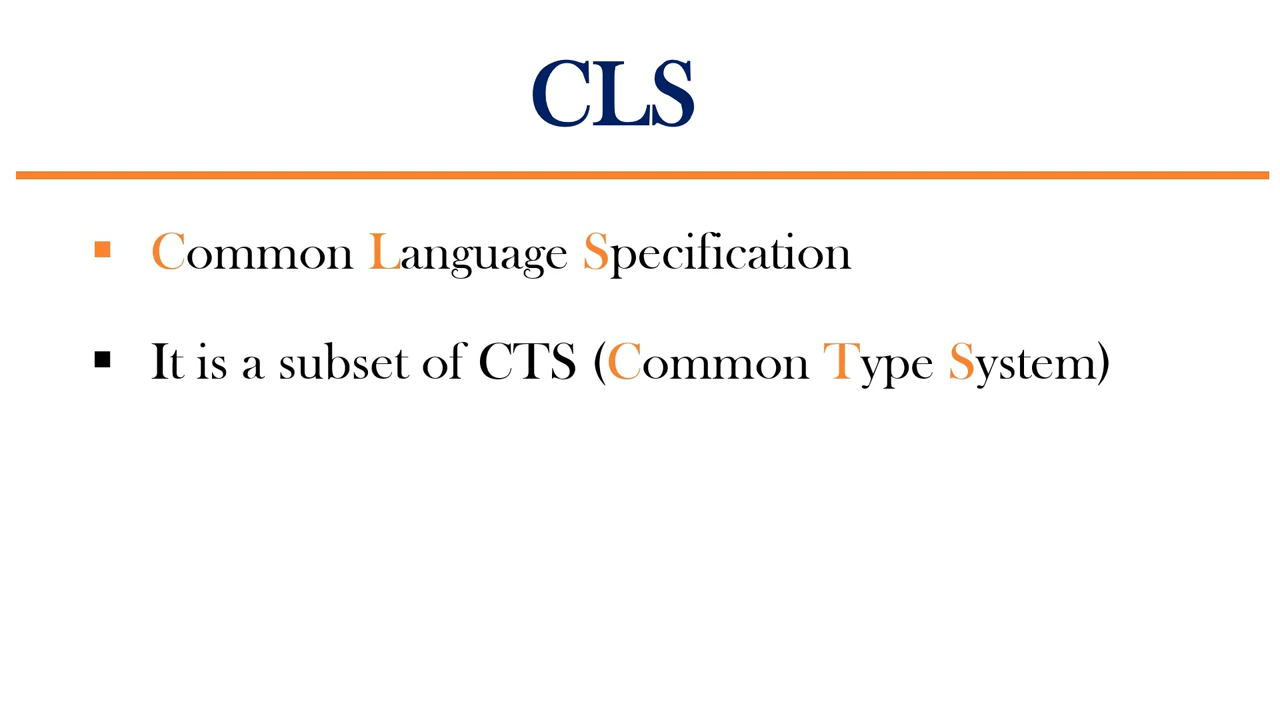 CLS
▪ Common Language Specification
▪ It is a subset of CTS (Common Type System)